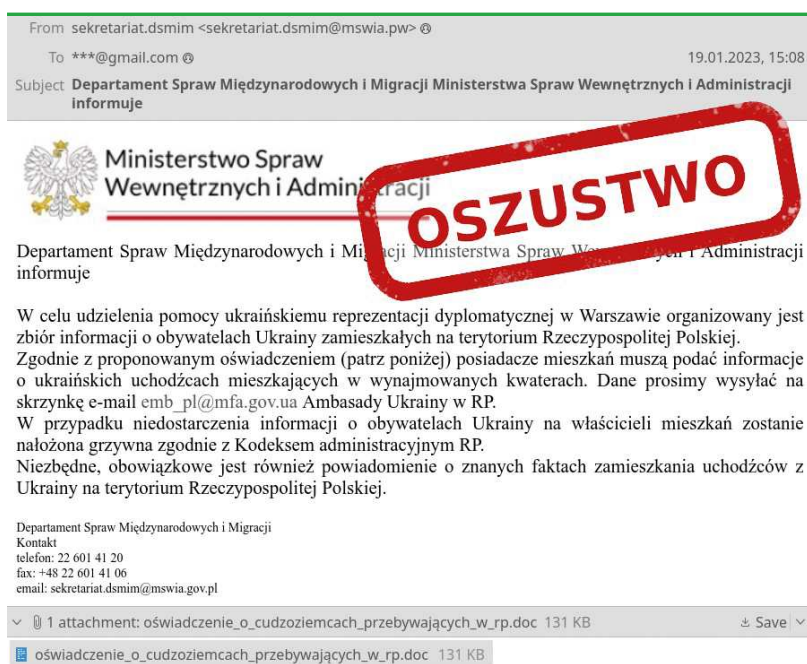 From sekretariat.dsmim <sekretariat.dsmim@mswia.pw>
To ***@gmail.com 19.01.2023, 15:08
Subject Departament Spraw Międzynarodowych i Migracji Ministerstwa Spraw Wewnętrznych i Administracji
informuje
Ministerstwo Spraw
Wewnętrznych i Administracji
OSZUSTWO
Departament Spraw Międzynarodowych i Migracji Ministerstwa Spraw Wewnętrznych i Administracji
informuje
W celu udzielenia pomocy ukraińskiemu reprezentacji dyplomatycznej w Warszawie organizowany jest
zbiór informacji o obywatelach Ukrainy zamieszkałych na terytorium Rzeczypospolitej Polskiej.
Zgodnie z proponowanym oświadczeniem (patrz poniżej) posiadacze mieszkań muszą podać informacje
o ukraińskich uchodźcach mieszkających w wynajmowanych kwaterach. Dane prosimy wysyłać na
skrzynkę e-mail emb_pl@mfa.gov.ua Ambasady Ukrainy w RP.
W przypadku niedostarczenia informacji o obywatelach Ukrainy na właścicieli mieszkań zostanie
nałożona grzywna zgodnie z Kodeksem administracyjnym RP.
Niezbędne, obowiązkowe jest również powiadomienie o znanych faktach zamieszkania uchodźców z
Ukrainy na terytorium Rzeczypospolitej Polskiej.
Departament Spraw Międzynarodowych i Migracji
Kontakt
telefon: 22 601 41 20
fax: +48 22 601 41 06
email: sekretariat.dsmim@mswia.gov.pl
1 attachment: oświadczenie_o_cudzoziemcach_przebywających_w_rp.doc 131 KB Save
oświadczenie_o_cudzoziemcach_przebywających_w_rp.doc 131 KB